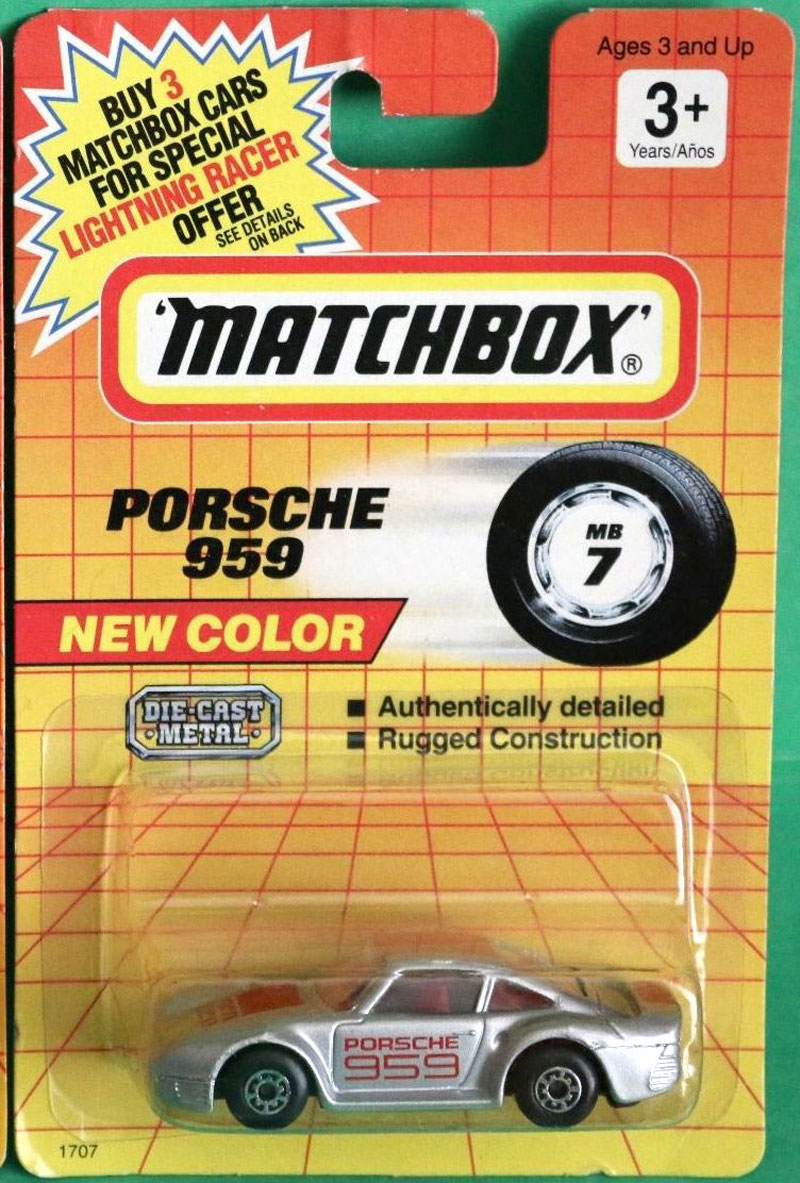 BUY 3
MATCHBOX CARS
FOR SPECIAL
LIGHTNING RACER
OFFER
SEE DETAILS
ON BACK
Ages 3 and Up
3+
Years/Años
'MATCHBOX'®
PORSCHE
959
MB
7
NEW COLOR
DIE-CAST
•METAL•
■ Authentically detailed
■ Rugged Construction
PORSCHE
959
1707